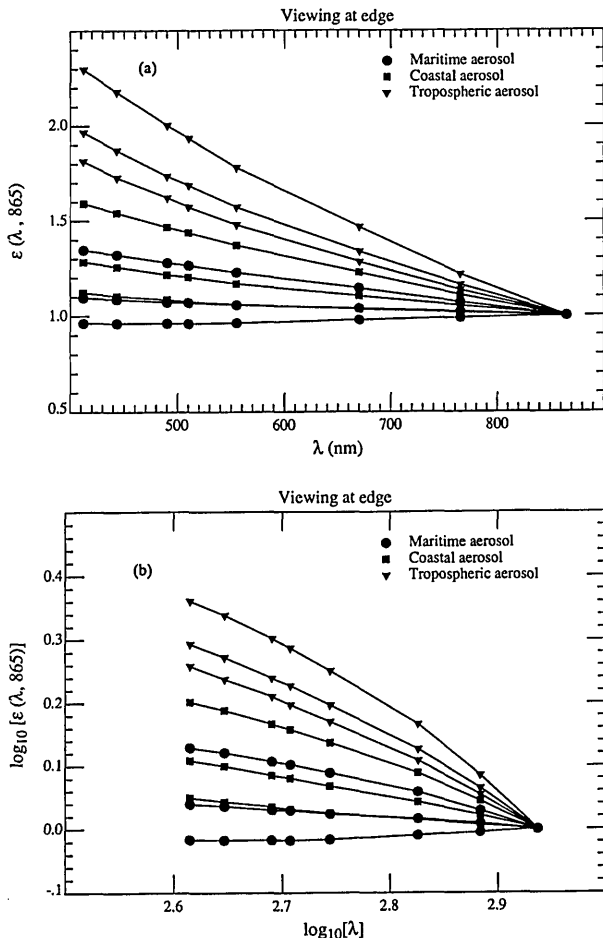 Viewing at edge
(a)
Maritime aerosol
Coastal aerosol
Tropospheric aerosol
2.0
1.5
1.0
0.5
ε (λ , 865)
500 600 700 800
λ (nm)
Viewing at edge
(b)
Maritime aerosol
Coastal aerosol
Tropospheric aerosol
0.4
0.3
0.2
0.1
0.0
-.1
log10 [ε (λ, 865)]
2.6 2.7 2.8 2.9
log10[λ]